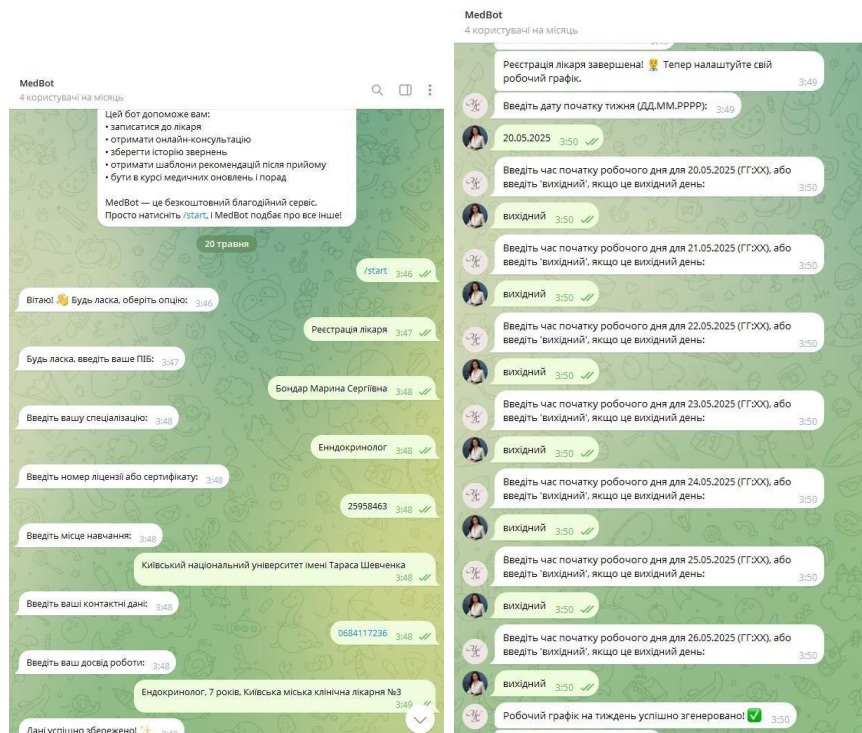 MedBot
4 користувачі на місяць
Цей бот допоможе вам:
• записатися до лікаря
• отримати онлайн-консультацію
• зберегти історію звернень
• отримати шаблони рекомендацій після прийому
• бути в курсі медичних оновлень і порад
MedBot — це безкоштовний благодійний сервіс.
Просто натисніть /start, і MedBot подбає про все інше!
20 травня
/start 3:46
Вітаю! 👋 Будь ласка, оберіть опцію: 3:46
Реєстрація лікаря 3:47
Будь ласка, введіть ваше ПІБ: 3:47
Бондар Марина Сергіївна 3:48
Введіть вашу спеціалізацію: 3:48
Енндокринолог 3:48
Введіть номер ліцензії або сертифікату: 3:48
25958463 3:48
Введіть місце навчання: 3:48
Київський національний університет імені Тараса Шевченка
3:48
Введіть ваші контактні дані: 3:48
0684117236 3:48
Введіть ваш досвід роботи: 3:48
Ендокринолог, 7 років, Київська міська клінічна лікарня №3
3:49
Дані успішно збережено! ✨
MedBot
4 користувачі на місяць
Реєстрація лікаря завершена! 👨‍⚕️ Тепер налаштуйте свій
робочий графік. 3:49
Введіть дату початку тижня (ДД.ММ.РРРР): 3:49
20.05.2025 3:50
Введіть час початку робочого дня для 20.05.2025 (ГГ:ХХ), або
введіть 'вихідний', якщо це вихідний день: 3:50
вихідний 3:50
Введіть час початку робочого дня для 21.05.2025 (ГГ:ХХ), або
введіть 'вихідний', якщо це вихідний день: 3:50
вихідний 3:50
Введіть час початку робочого дня для 22.05.2025 (ГГ:ХХ), або
введіть 'вихідний', якщо це вихідний день: 3:50
вихідний 3:50
Введіть час початку робочого дня для 23.05.2025 (ГГ:ХХ), або
введіть 'вихідний', якщо це вихідний день: 3:50
вихідний 3:50
Введіть час початку робочого дня для 24.05.2025 (ГГ:ХХ), або
введіть 'вихідний', якщо це вихідний день: 3:50
вихідний 3:50
Введіть час початку робочого дня для 25.05.2025 (ГГ:ХХ), або
введіть 'вихідний', якщо це вихідний день: 3:50
вихідний 3:50
Введіть час початку робочого дня для 26.05.2025 (ГГ:ХХ), або
введіть 'вихідний', якщо це вихідний день: 3:50
вихідний 3:50
Робочий графік на тиждень успішно згенеровано! ✅ 3:50